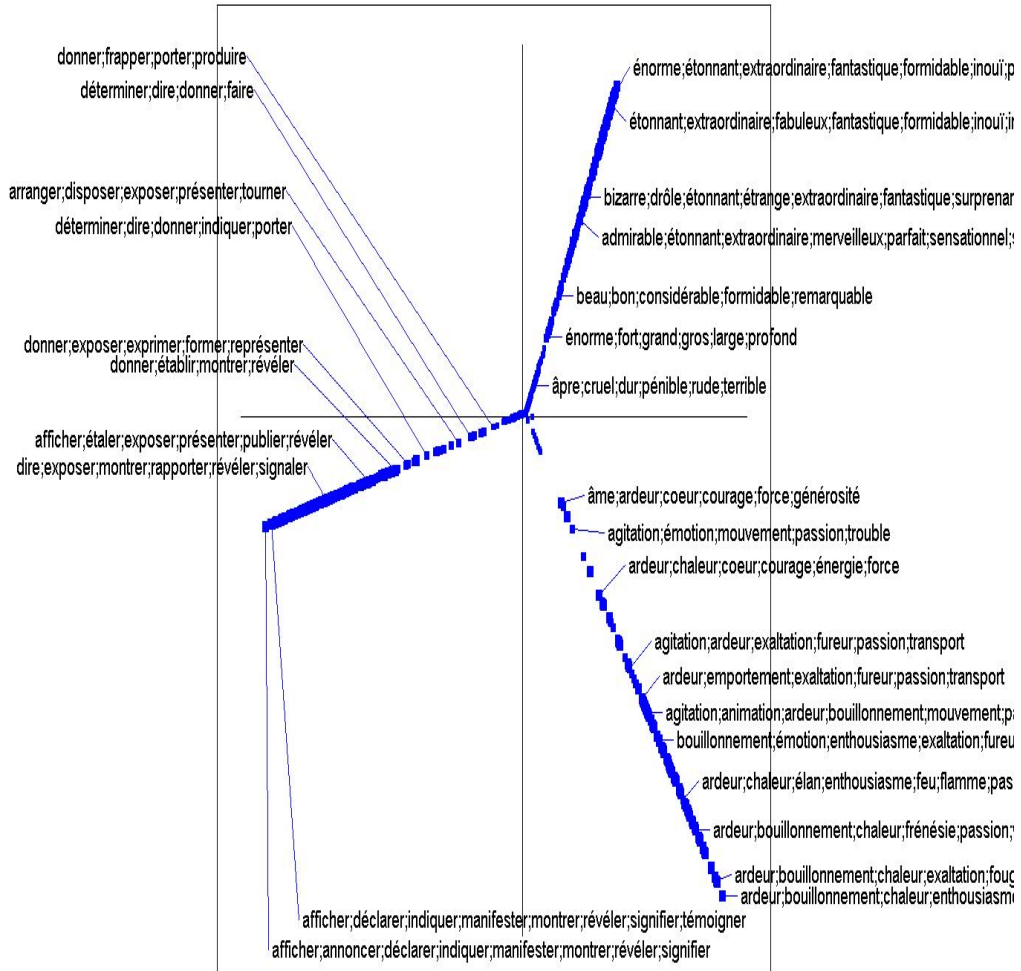 donner;frapper;porter;produire
déterminer;dire;donner;faire
arranger;disposer;exposer;présenter;tourner
déterminer;dire;donner;indiquer;porter
donner;exposer;exprimer;former;représenter
donner;établir;montrer;révéler
afficher;étaler;exposer;présenter;publier;révéler
dire;exposer;montrer;rapporter;révéler;signaler
énorme;étonnant;extraordinaire;fantastique;formidable;inouï;p
étonnant;extraordinaire;fabuleux;fantastique;formidable;inouï;in
bizarre;drôle;étonnant;étrange;extraordinaire;fantastique;surprenan
admirable;étonnant;extraordinaire;merveilleux;parfait;sensationnel;s
beau;bon;considérable;formidable;remarquable
énorme;fort;grand;gros;large;profond
âpre;cruel;dur;pénible;rude;terrible
âme;ardeur;coeur;courage;force;générosité
agitation;émotion;mouvement;passion;trouble
ardeur;chaleur;coeur;courage;énergie;force
agitation;ardeur;exaltation;fureur;passion;transport
ardeur;emportement;exaltation;fureur;passion;transport
agitation;animation;ardeur;bouillonnement;mouvement;pa
bouillonnement;émotion;enthousiasme;exaltation;fureu
ardeur;chaleur;élan;enthousiasme;feu;flamme;pas
ardeur;bouillonnement;chaleur;frénésie;passion;v
ardeur;bouillonnement;chaleur;exaltation;foug
ardeur;bouillonnement;chaleur;enthousiasme
afficher;déclarer;indiquer;manifester;montrer;révéler;signifier;témoigner
afficher;annoncer;déclarer;indiquer;manifester;montrer;révéler;signifier